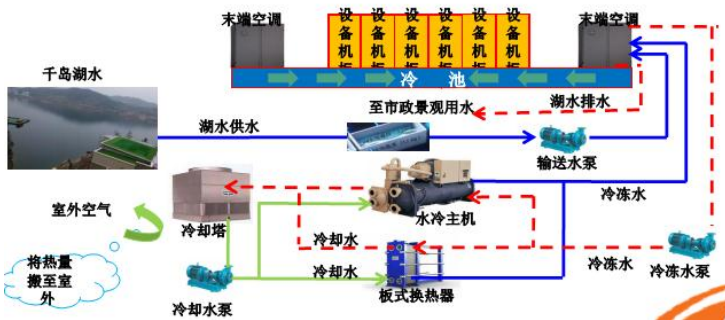 末端空调
设备机柜
设备机柜
设备机柜
设备机柜
设备机柜
设备机柜
末端空调
冷 池
千岛湖水
至市政景观用水
湖水排水
湖水供水
输送水泵
室外空气
冷却塔
水冷主机
冷冻水
将热量
搬至室
外
冷却水
冷却水
冷冻水
冷冻水泵
冷却水泵
板式换热器